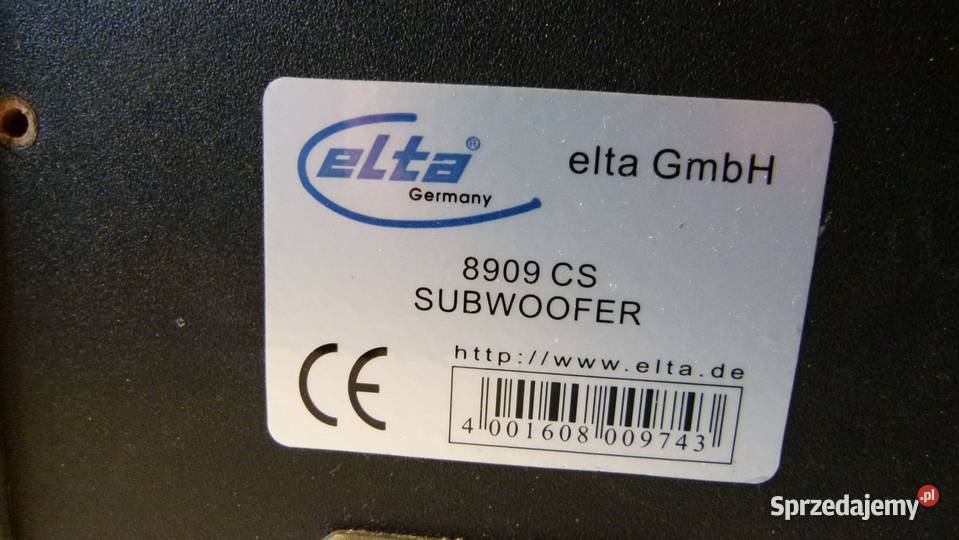 elta®
Germany
elta GmbH
8909 CS
SUBWOOFER
http://www.elta.de
CE
4 001608 009743
Sprzedajemy.pl